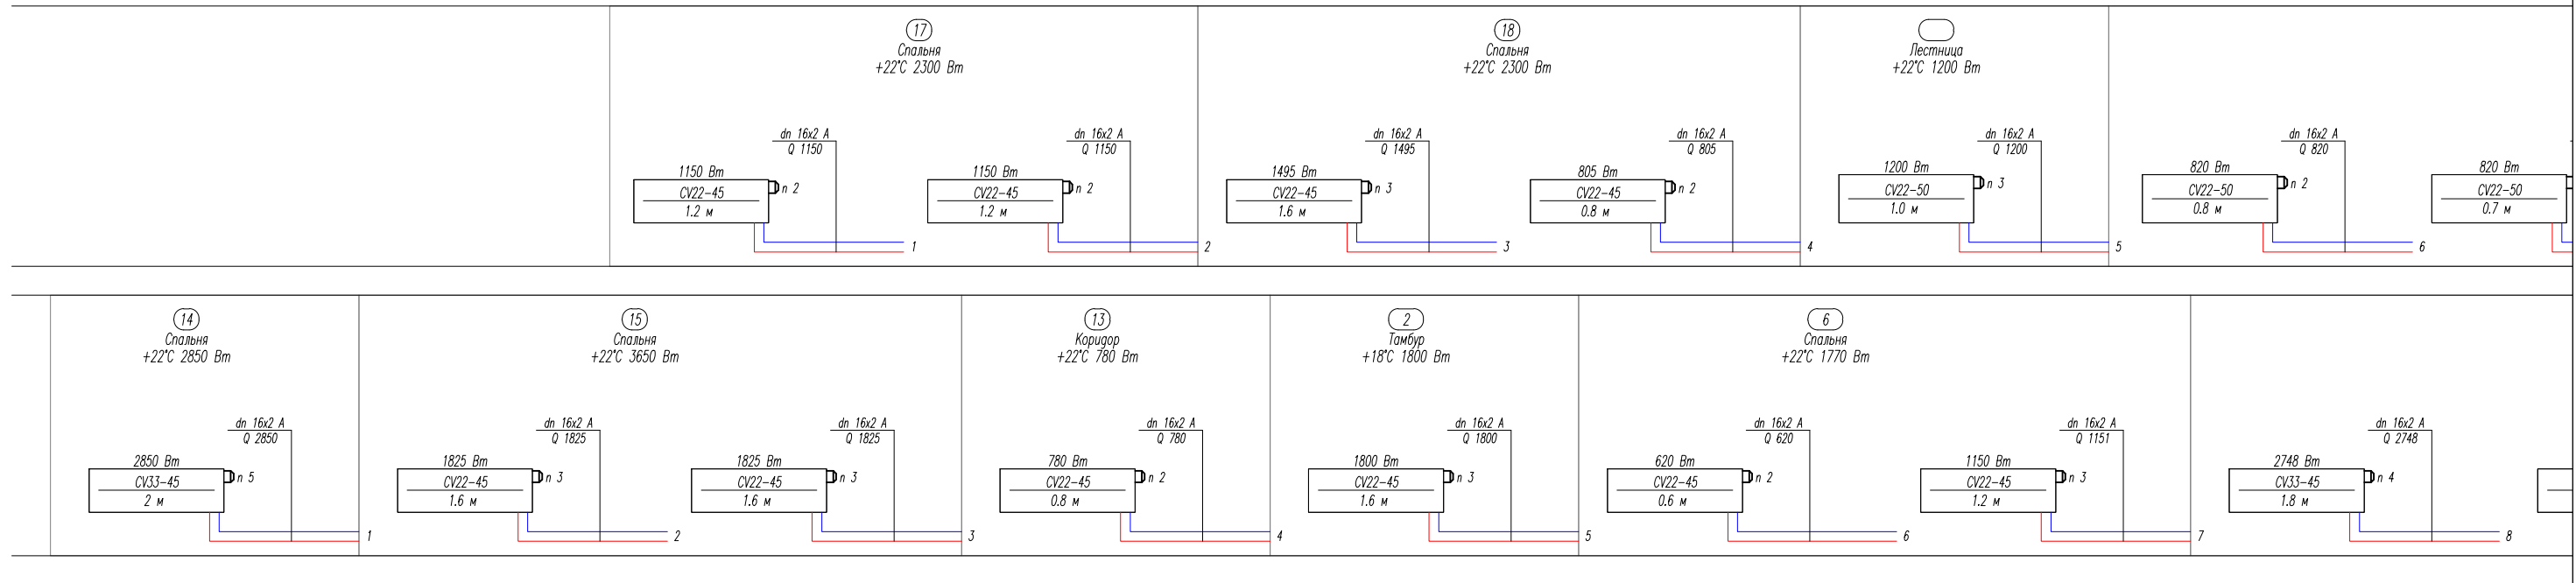 17
Спальня
+22°C 2300 Вт
dn 16x2 A
Q 1150
1150 Вт
CV22-45
1.2 м
n 2
1
dn 16x2 A
Q 1150
1150 Вт
CV22-45
1.2 м
n 2
2
18
Спальня
+22°C 2300 Вт
dn 16x2 A
Q 1495
1495 Вт
CV22-45
1.6 м
n 3
3
dn 16x2 A
Q 805
805 Вт
CV22-45
0.8 м
n 2
4
Лестница
+22°C 1200 Вт
dn 16x2 A
Q 1200
1200 Вт
CV22-50
1.0 м
n 3
5
dn 16x2 A
Q 820
820 Вт
CV22-50
0.8 м
n 2
6
820 Вт
CV22-50
0.7 м
14
Спальня
+22°C 2850 Вт
dn 16x2 A
Q 2850
2850 Вт
CV33-45
2 м
n 5
1
15
Спальня
+22°C 3650 Вт
dn 16x2 A
Q 1825
1825 Вт
CV22-45
1.6 м
n 3
2
dn 16x2 A
Q 1825
1825 Вт
CV22-45
1.6 м
n 3
3
13
Коридор
+22°C 780 Вт
dn 16x2 A
Q 780
780 Вт
CV22-45
0.8 м
n 2
4
2
Тамбур
+18°C 1800 Вт
dn 16x2 A
Q 1800
1800 Вт
CV22-45
1.6 м
n 3
5
6
Спальня
+22°C 1770 Вт
dn 16x2 A
Q 620
620 Вт
CV22-45
0.6 м
n 2
6
dn 16x2 A
Q 1151
1150 Вт
CV22-45
1.2 м
n 3
7
dn 16x2 A
Q 2748
2748 Вт
CV33-45
1.8 м
n 4
8